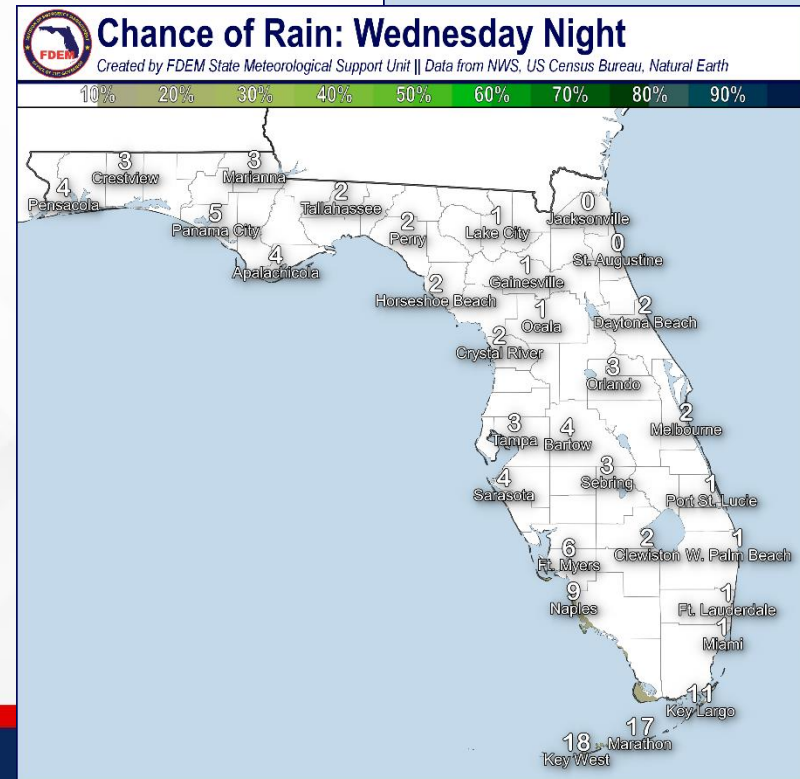 Chance of Rain: Wednesday Night
FDEM
Created by FDEM State Meteorological Support Unit || Data from NWS, US Census Bureau, Natural Earth
10% 20% 30% 40% 50% 60% 70% 80% 90%
3
Crestview
3
Marianna
4
Pensacola
2
Tallahassee
5
Panama City
2
Perry
1
Lake City
0
Jacksonville
4
Apalachicola
0
St. Augustine
1
Gainesville
2
Horseshoe Beach
1
Ocala
2
Daytona Beach
2
Crystal River
3
Orlando
3
Tampa
4
Bartow
2
Melbourne
4
Sarasota
3
Sebring
1
Port St. Lucie
6
Ft. Myers
2
Clewiston
1
W. Palm Beach
9
Naples
1
Ft. Lauderdale
1
Miami
11
Key Largo
17
Marathon
18
Key West